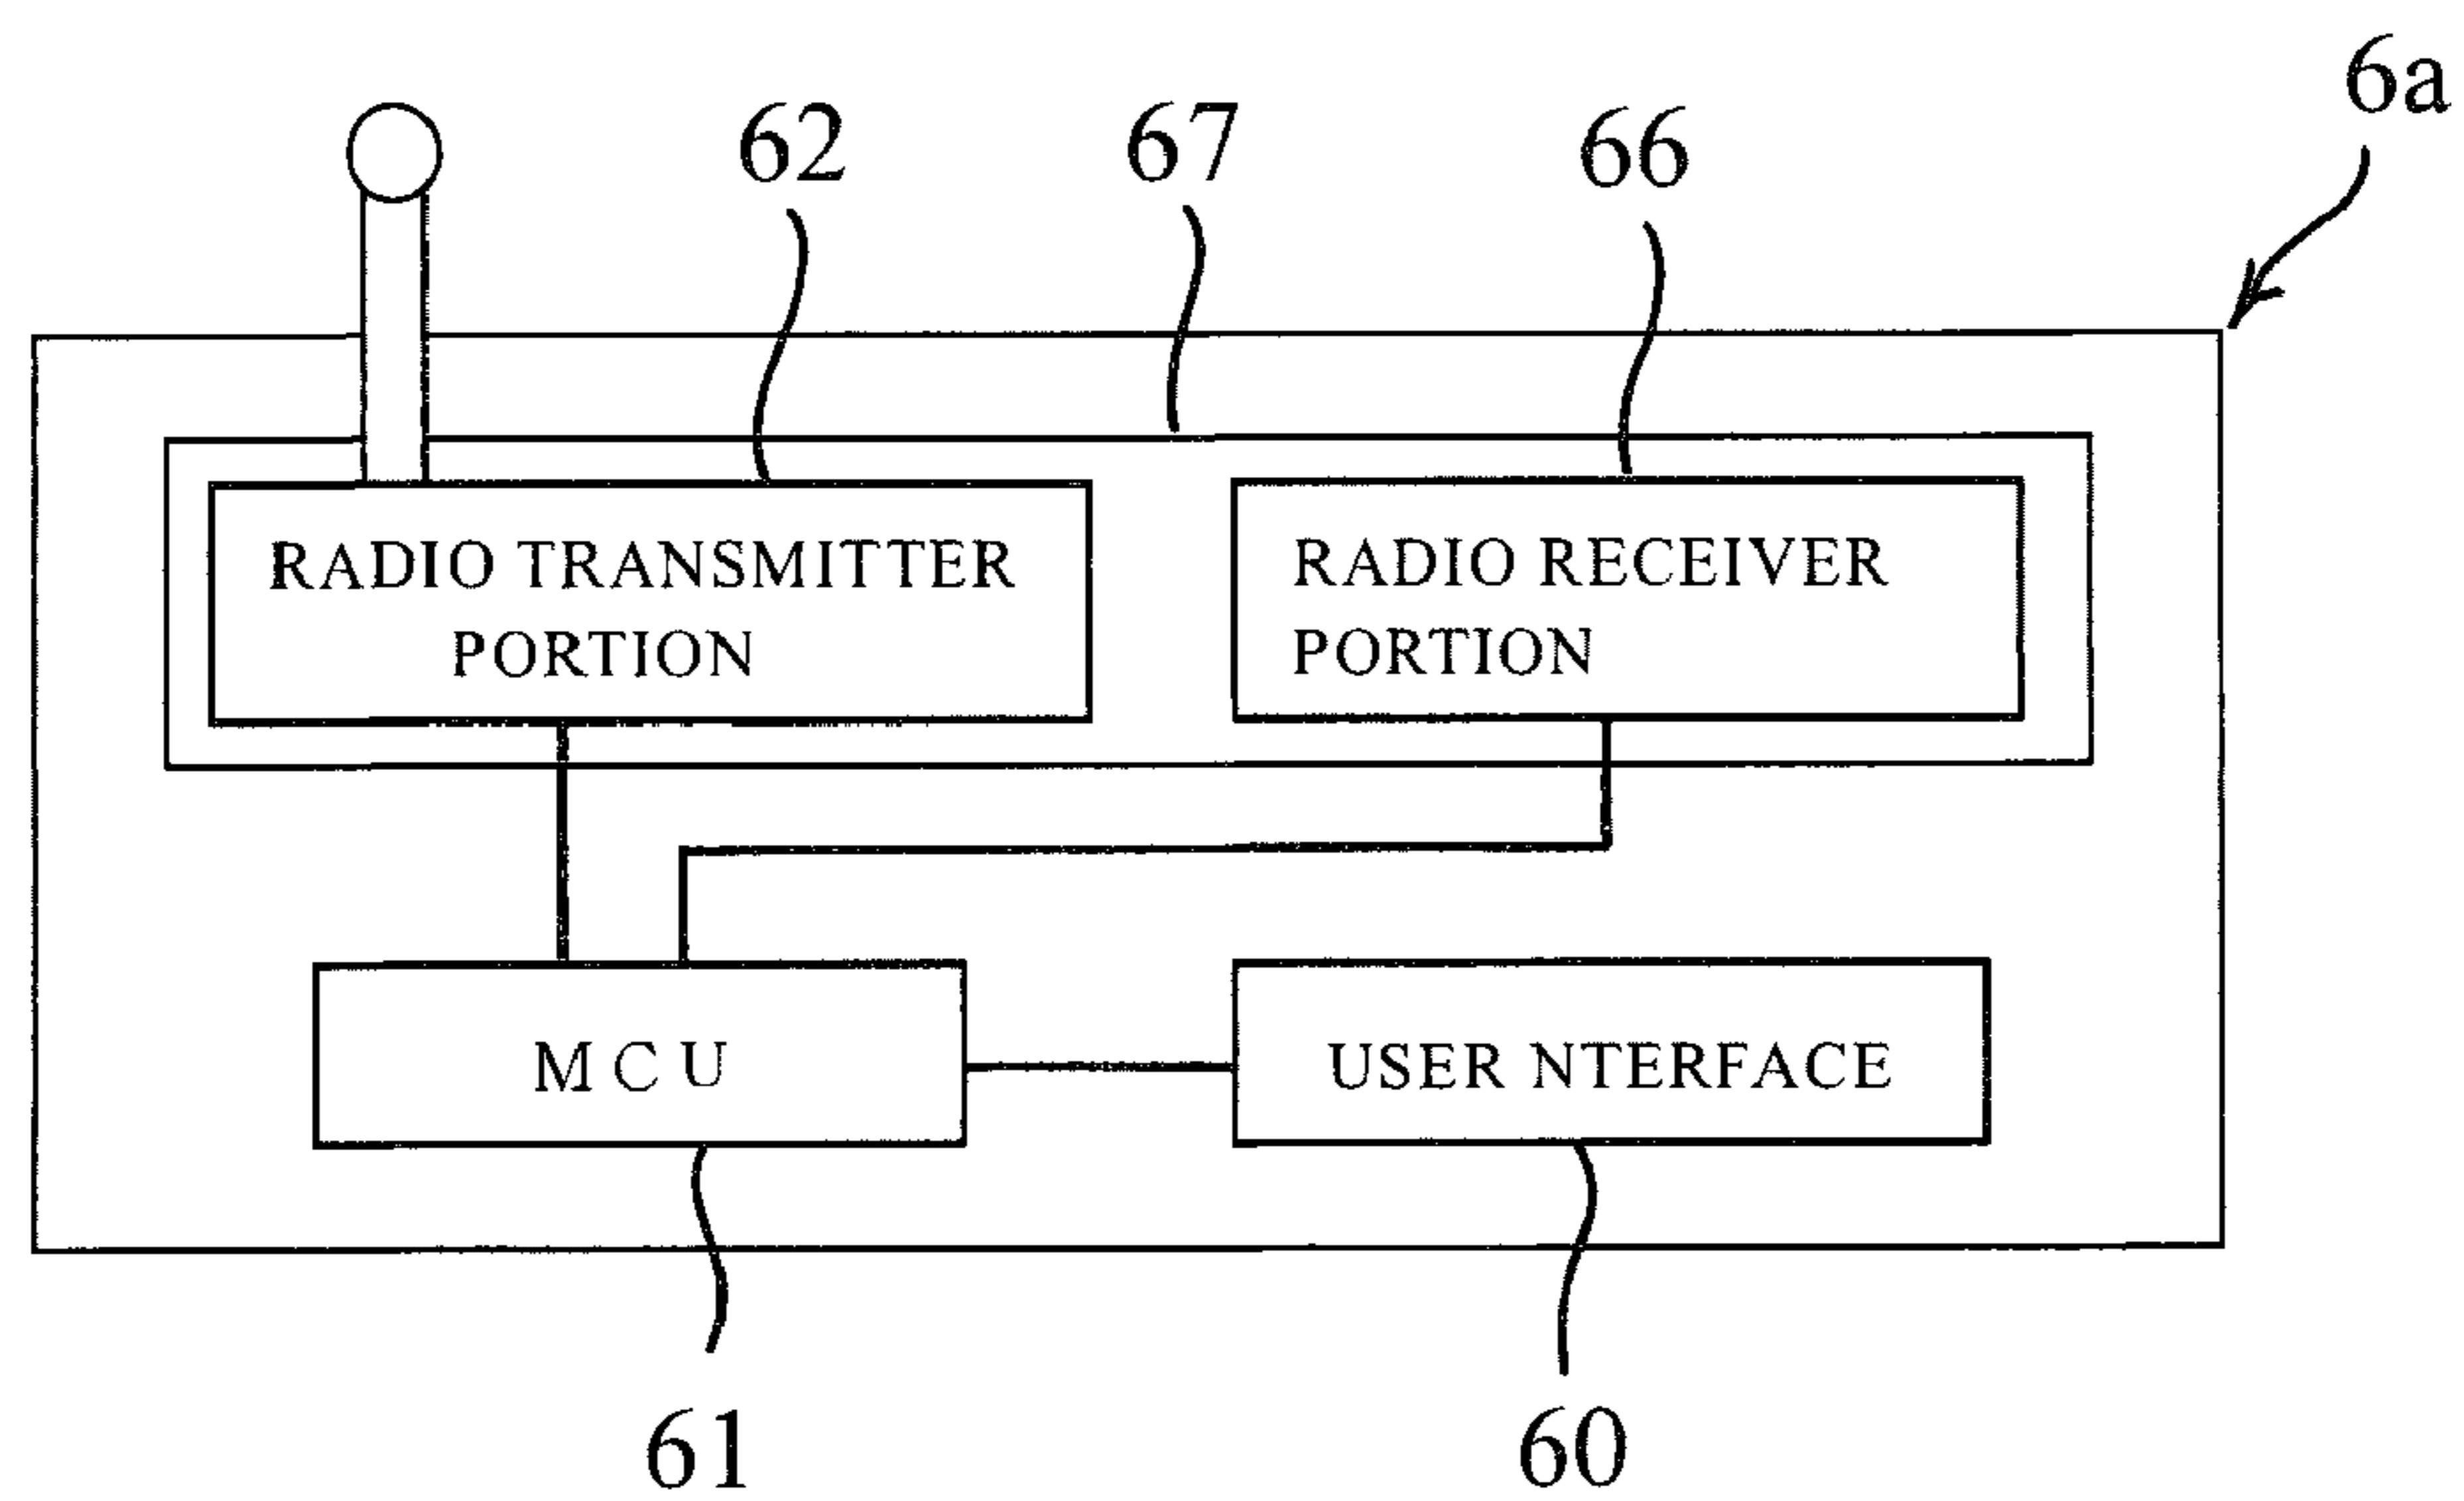 6a
62
67
66
RADIO TRANSMITTER
PORTION
RADIO RECEIVER
PORTION
M C U
USER NTERFACE
61
60